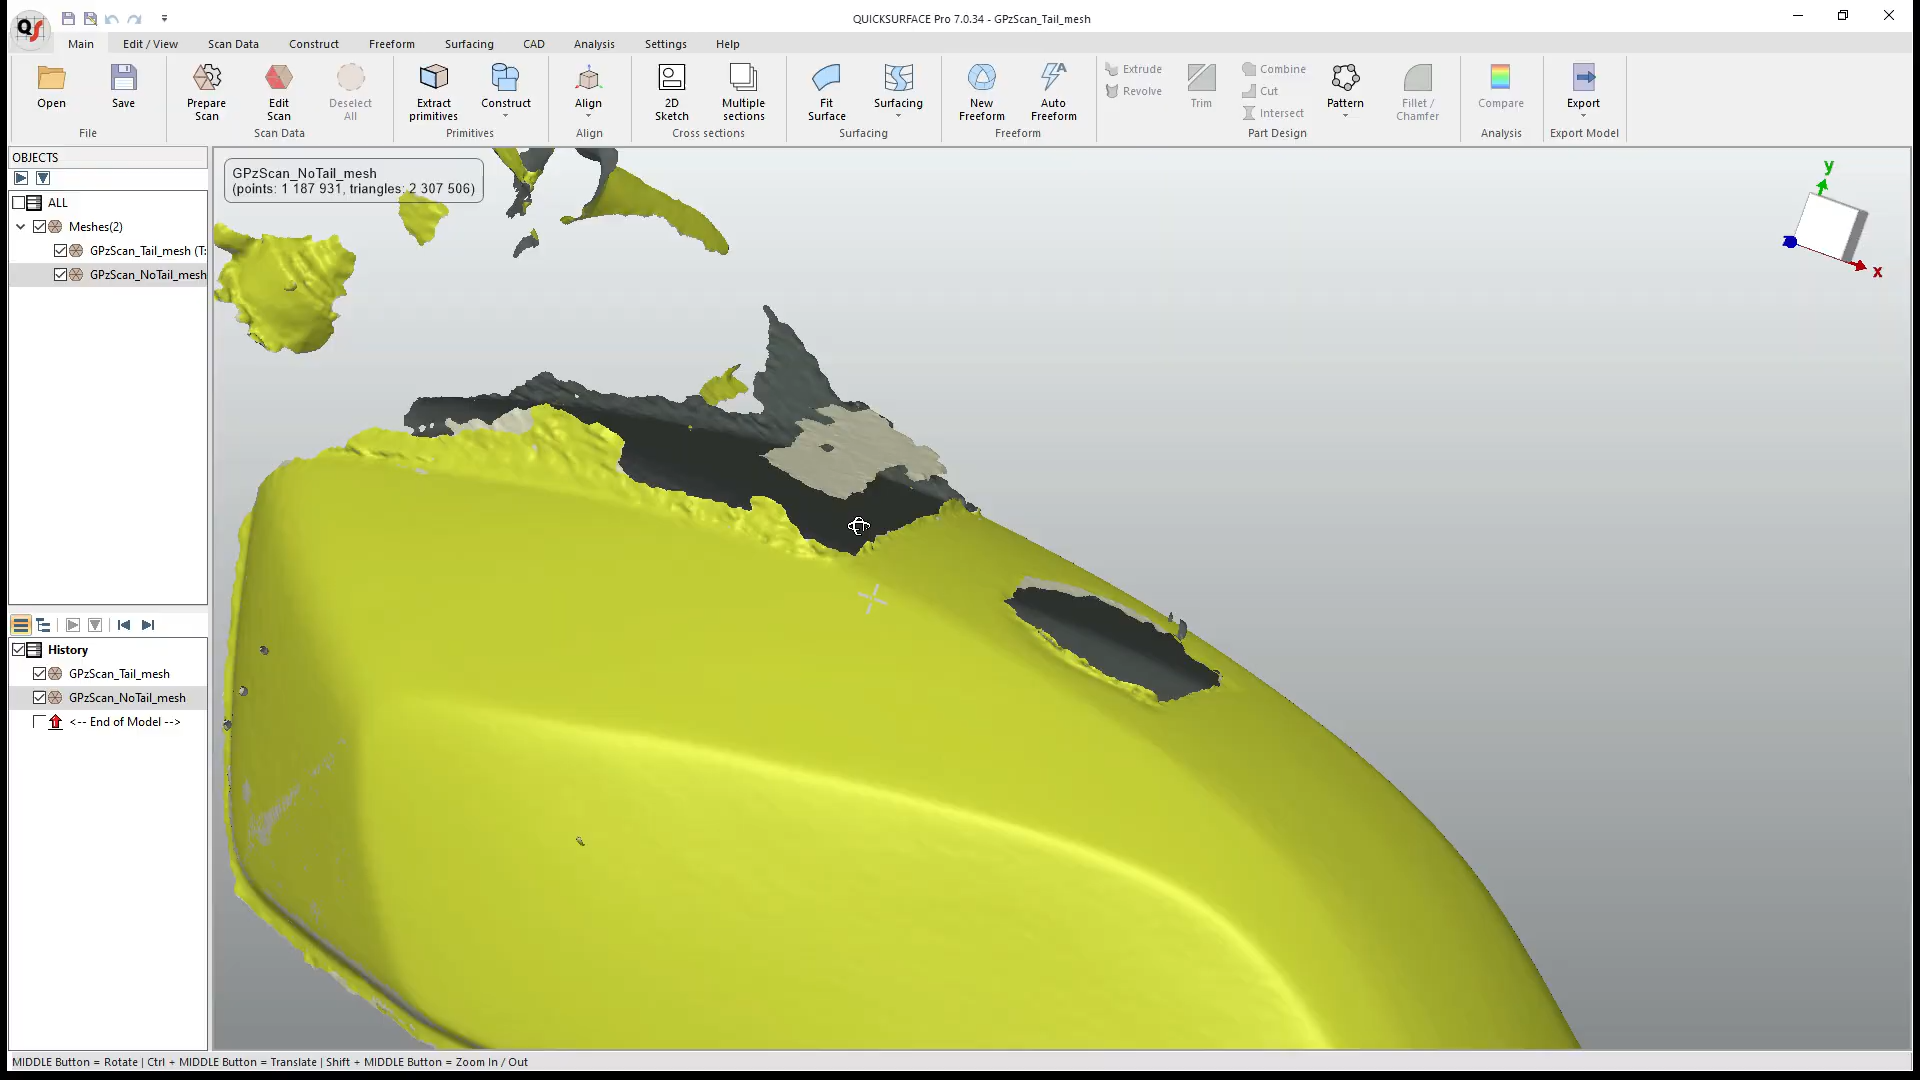 QUICKSURFACE Pro 7.0.34 - GPzScan_Tail_mesh
Main Edit / View Scan Data Construct Freeform Surfacing CAD Analysis Settings Help
Open
Save
File
Prepare
Scan
Edit
Scan
Deselect
All
Scan Data
Extract
primitives
Construct
Primitives
Align
Align
2D
Sketch
Multiple
sections
Cross sections
Fit
Surface
Surfacing
Surfacing
New
Freeform
Auto
Freeform
Freeform
Extrude
Revolve
Trim
Combine
Cut
Intersect
Pattern
Fillet /
Chamfer
Part Design
Compare
Analysis
Export
Export Model
OBJECTS
ALL
Meshes(2)
GPzScan_Tail_mesh (T:
GPzScan_NoTail_mesh
History
GPzScan_Tail_mesh
GPzScan_NoTail_mesh
<-- End of Model -->
GPzScan_NoTail_mesh
(points: 1 187 931, triangles: 2 307 506)
y
x
MIDDLE Button = Rotate | Ctrl + MIDDLE Button = Translate | Shift + MIDDLE Button = Zoom In / Out